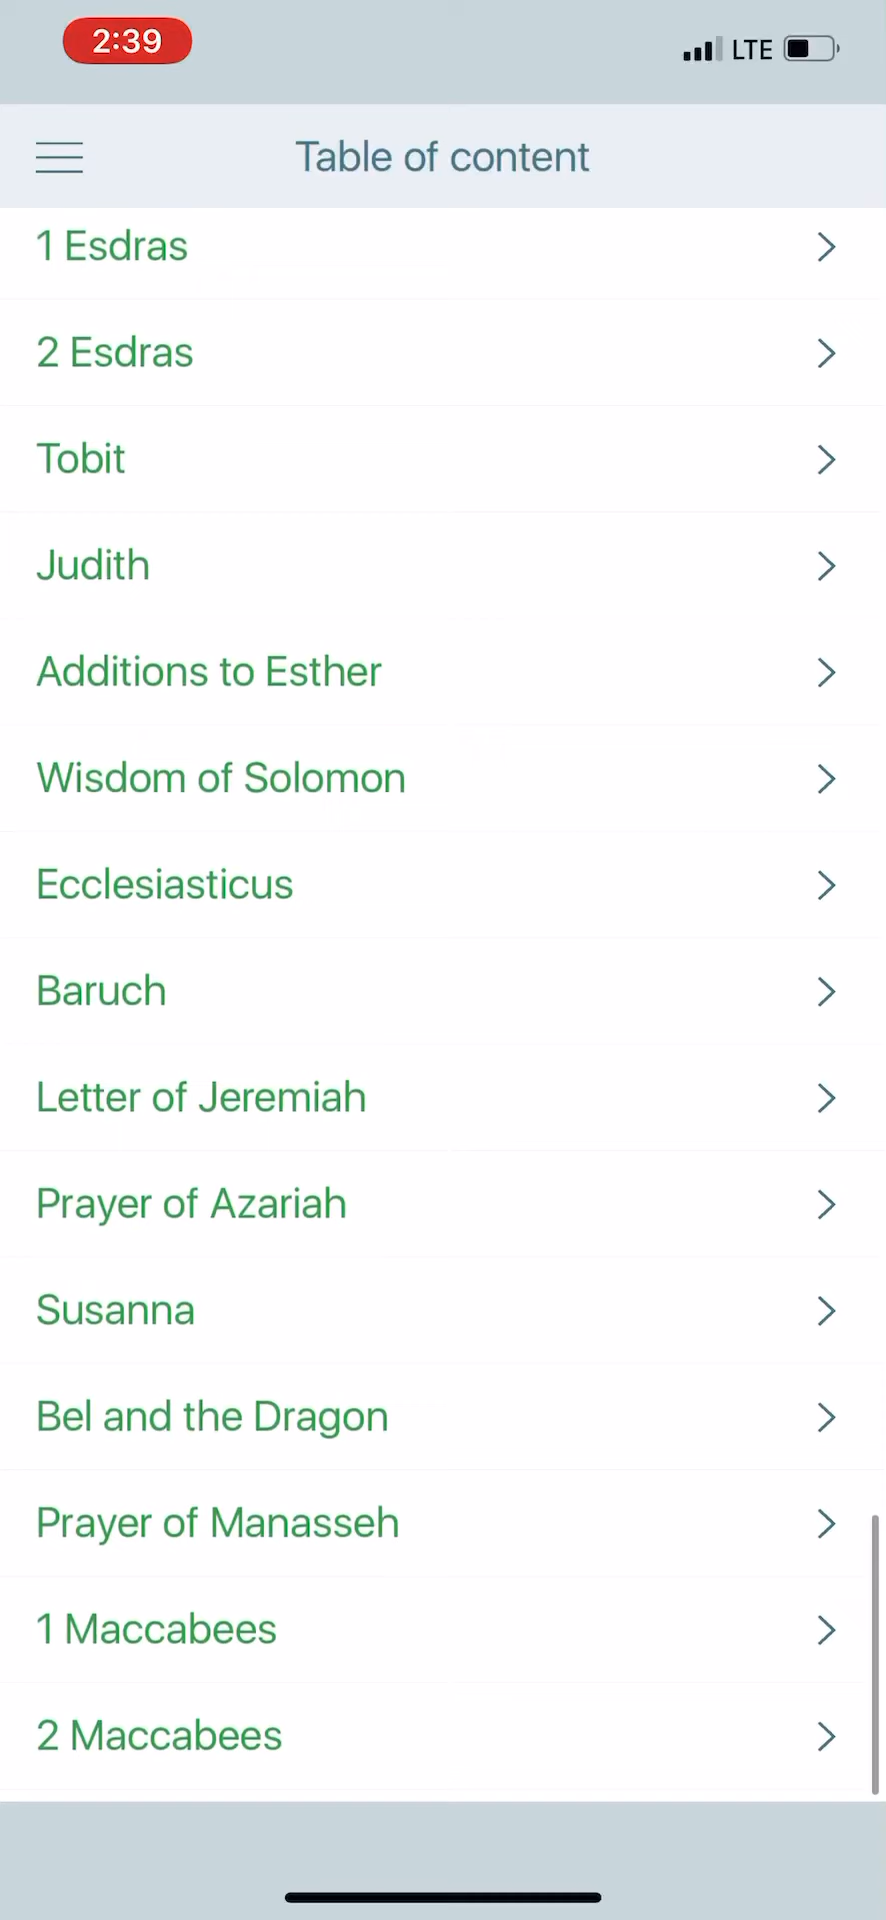 2:39
LTE
Table of content
1 Esdras
2 Esdras
Tobit
Judith
Additions to Esther
Wisdom of Solomon
Ecclesiasticus
Baruch
Letter of Jeremiah
Prayer of Azariah
Susanna
Bel and the Dragon
Prayer of Manasseh
1 Maccabees
2 Maccabees